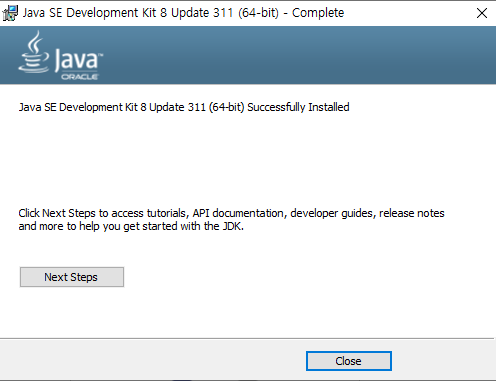 Java SE Development Kit 8 Update 311 (64-bit) - Complete
Java™
ORACLE
Java SE Development Kit 8 Update 311 (64-bit) Successfully Installed
Click Next Steps to access tutorials, API documentation, developer guides, release notes
and more to help you get started with the JDK.
Next Steps
Close